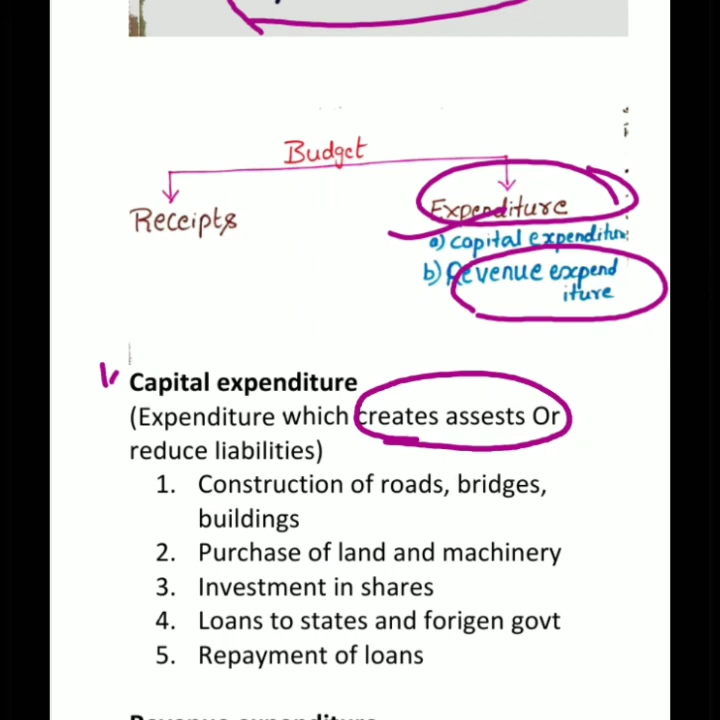 Budget
Receipts
Expenditure
a) capital expenditure
b) Revenue expend
iture
Capital expenditure
(Expenditure which creates assests Or
reduce liabilities)
1. Construction of roads, bridges,
buildings
2. Purchase of land and machinery
3. Investment in shares
4. Loans to states and forigen govt
5. Repayment of loans
Revenue expenditure